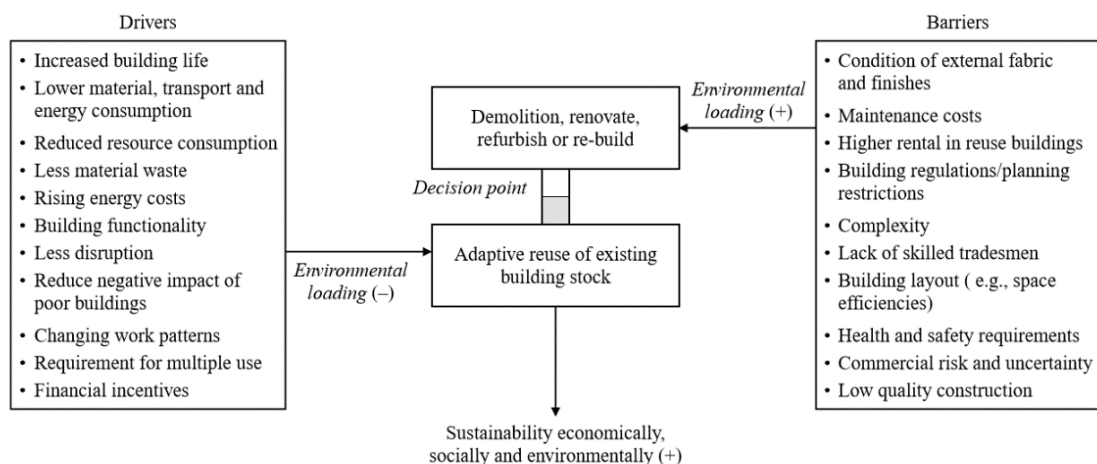 Drivers
• Increased building life
• Lower material, transport and
energy consumption
• Reduced resource consumption
• Less material waste
• Rising energy costs
• Building functionality
• Less disruption
• Reduce negative impact of
poor buildings
• Changing work patterns
• Requirement for multiple use
• Financial incentives
Environmental
loading (–)
Demolition, renovate,
refurbish or re-build
Decision point
Adaptive reuse of existing
building stock
Sustainability economically,
socially and environmentally (+)
Environmental
loading (+)
Barriers
• Condition of external fabric
and finishes
• Maintenance costs
• Higher rental in reuse buildings
• Building regulations/planning
restrictions
• Complexity
• Lack of skilled tradesmen
• Building layout ( e.g., space
efficiencies)
• Health and safety requirements
• Commercial risk and uncertainty
• Low quality construction